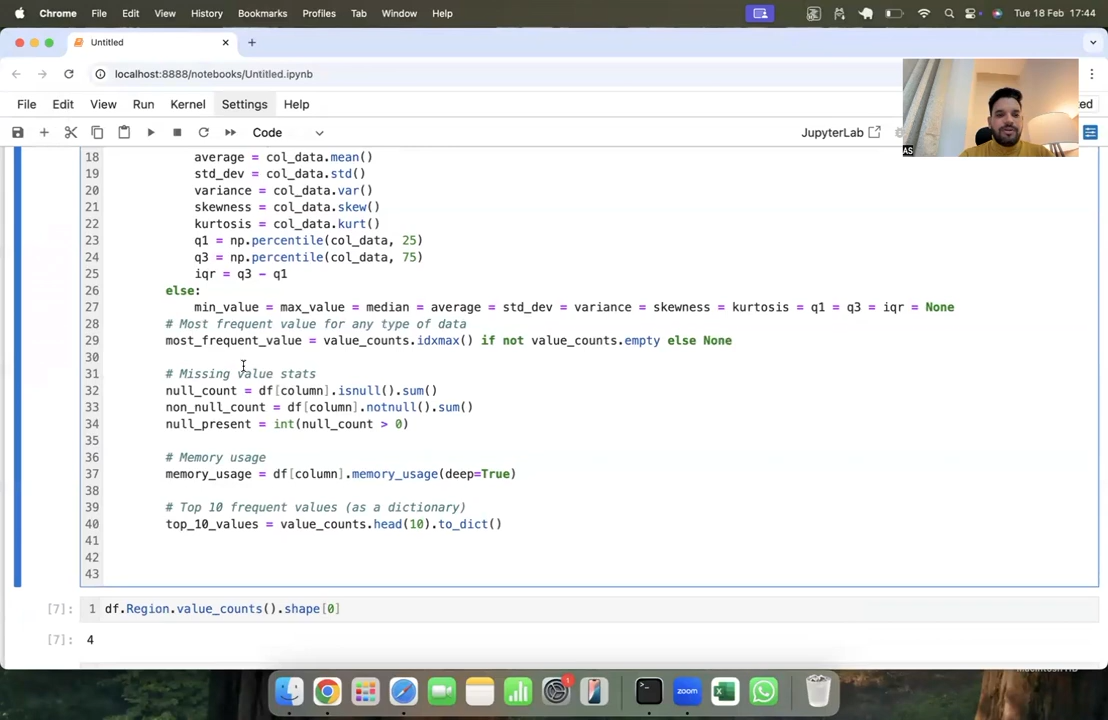 Chrome File Edit View History Bookmarks Profiles Tab Window Help Tue 18 Feb 17:44
Untitled
localhost:8888/notebooks/Untitled.ipynb
File Edit View Run Kernel Settings Help
Code JupyterLab
AS
18 average = col_data.mean()
19 std_dev = col_data.std()
20 variance = col_data.var()
21 skewness = col_data.skew()
22 kurtosis = col_data.kurt()
23 q1 = np.percentile(col_data, 25)
24 q3 = np.percentile(col_data, 75)
25 iqr = q3 - q1
26 else:
27 min_value = max_value = median = average = std_dev = variance = skewness = kurtosis = q1 = q3 = iqr = None
28 # Most frequent value for any type of data
29 most_frequent_value = value_counts.idxmax() if not value_counts.empty else None
30
31 # Missing value stats
32 null_count = df[column].isnull().sum()
33 non_null_count = df[column].notnull().sum()
34 null_present = int(null_count > 0)
35
36 # Memory usage
37 memory_usage = df[column].memory_usage(deep=True)
38
39 # Top 10 frequent values (as a dictionary)
40 top_10_values = value_counts.head(10).to_dict()
41
42
43
[7]: 1 df.Region.value_counts().shape[0]
[7]: 4
1
zoom